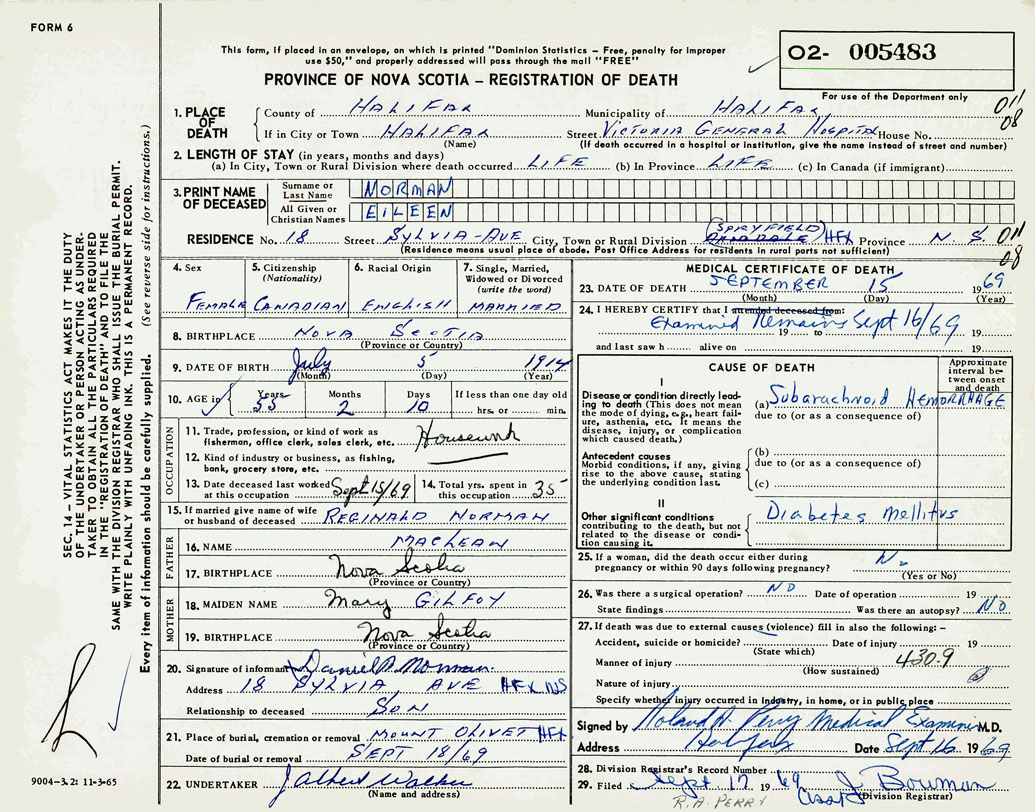 FORM 6
This form, if placed in an envelope, on which is printed "Dominion Statistics – Free, penalty for improper
use $50," and properly addressed will pass through the mail "FREE"
PROVINCE OF NOVA SCOTIA – REGISTRATION OF DEATH
02- 005483
For use of the Department only
011
08
1. PLACE OF DEATH
County of HALIFAX Municipality of HALIFAX
If in City or Town HALIFAX Street VICTORIA GENERAL HOSPITAL House No.
(Name) (If death occurred in a hospital or institution, give the name instead of street and number)
2. LENGTH OF STAY (in years, months and days)
(a) In City, Town or Rural Division where death occurred LIFE (b) In Province LIFE (c) In Canada (if immigrant)
3. PRINT NAME OF DECEASED
Surname or Last Name NORMAN
All Given or Christian Names EILEEN
RESIDENCE No. 18 Street SYLVIA-AVE City, Town or Rural Division (SPRYFIELD) ARMDALE HFX Province N. S. 011
08
(Residence means usual place of abode. Post Office Address for residents in rural parts not sufficient)
4. Sex FEMALE
5. Citizenship (Nationality) CANADIAN
6. Racial Origin ENGLISH
7. Single, Married, Widowed or Divorced (write the word) MARRIED
8. BIRTHPLACE NOVA SCOTIA
(Province or Country)
9. DATE OF BIRTH July 5 1914
(Month) (Day) (Year)
10. AGE in Years 55 Months 2 Days 10 If less than one day old hrs. or min.
OCCUPATION
11. Trade, profession, or kind of work as fisherman, office clerk, sales clerk, etc. Housework
12. Kind of industry or business, as fishing, bank, grocery store, etc.
13. Date deceased last worked at this occupation Sept 15/69
14. Total yrs. spent in this occupation 35
15. If married give name of wife or husband of deceased REGINALD NORMAN
FATHER
16. NAME MACLEAN
17. BIRTHPLACE Nova Scotia
(Province or Country)
MOTHER
18. MAIDEN NAME Mary GILFOY
19. BIRTHPLACE Nova Scotia
(Province or Country)
20. Signature of informant Daniel Norman
Address 18 SYLVIA AVE HFX NS
Relationship to deceased SON
21. Place of burial, cremation or removal MOUNT OLIVET HFX
Date of burial or removal SEPT 18/69
22. UNDERTAKER J Albert Walker
(Name and address)
MEDICAL CERTIFICATE OF DEATH
23. DATE OF DEATH SEPTEMBER 15 1969
(Month) (Day) (Year)
24. I HEREBY CERTIFY that I attended deceased from:
Examined Remains Sept 16/69
19 to 19
and last saw h alive on 19
CAUSE OF DEATH
Approximate interval between onset and death
I
Disease or condition directly leading to death (This does not mean the mode of dying, e.g., heart failure, asthenia, etc. It means the disease, injury, or complication which caused death.)
(a) Subarachnoid HEMORRHAGE
due to (or as a consequence of)
Antecedent causes
Morbid conditions, if any, giving rise to the above cause, stating the underlying condition last.
(b)
due to (or as a consequence of)
(c)
II
Other significant conditions
contributing to the death, but not related to the disease or condition causing it.
Diabetes Mellitus
25. If a woman, did the death occur either during pregnancy or within 90 days following pregnancy? No
(Yes or No)
26. Was there a surgical operation? NO Date of operation 19
State findings Was there an autopsy? NO
27. If death was due to external causes (violence) fill in also the following: –
Accident, suicide or homicide? Date of injury 19
(State which)
Manner of injury 430.9
(How sustained)
Nature of injury
Specify whether injury occurred in industry, in home, or in public place
Signed by Roland H. Perry Medical Examiner M.D.
Address Halifax Date Sept 16 1969
28. Division Registrar's Record Number
29. Filed Sept 17 1969 J Bowman
(Division Registrar)
R.A. PERRY
SEC. 14 – VITAL STATISTICS ACT MAKES IT THE DUTY
OF THE UNDERTAKER OR PERSON ACTING AS UNDER-
TAKER TO OBTAIN ALL THE PARTICULARS REQUIRED
IN THE "REGISTRATION OF DEATH" AND TO FILE THE
SAME WITH THE DIVISION REGISTRAR WHO SHALL ISSUE THE BURIAL PERMIT.
WRITE PLAINLY WITH UNFADING INK. THIS IS A PERMANENT RECORD.
Every item of information should be carefully supplied. (See reverse side for instructions.)
9004-3.2: 11-3-65